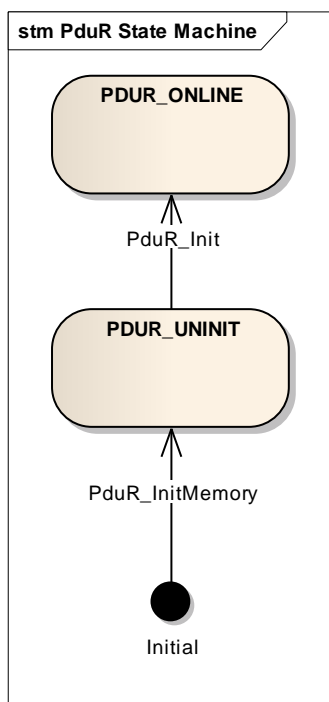 stm PduR State Machine
PDUR_ONLINE
PduR_Init
PDUR_UNINIT
PduR_InitMemory
Initial